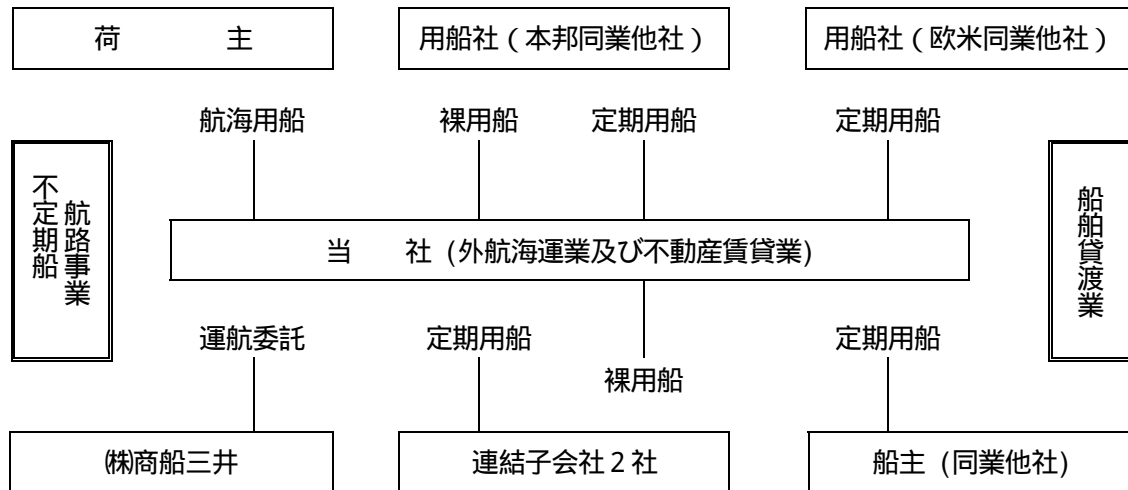 荷 主
用船社（本邦同業他社）
用船社（欧米同業他社）
航海用船
裸用船
定期用船
定期用船
不定期船
航路事業
船舶貸渡業
当 社 (外航海運業及び不動産賃貸業)
運航委託
定期用船
裸用船
定期用船
㈱商船三井
連結子会社２社
船主 (同業他社)